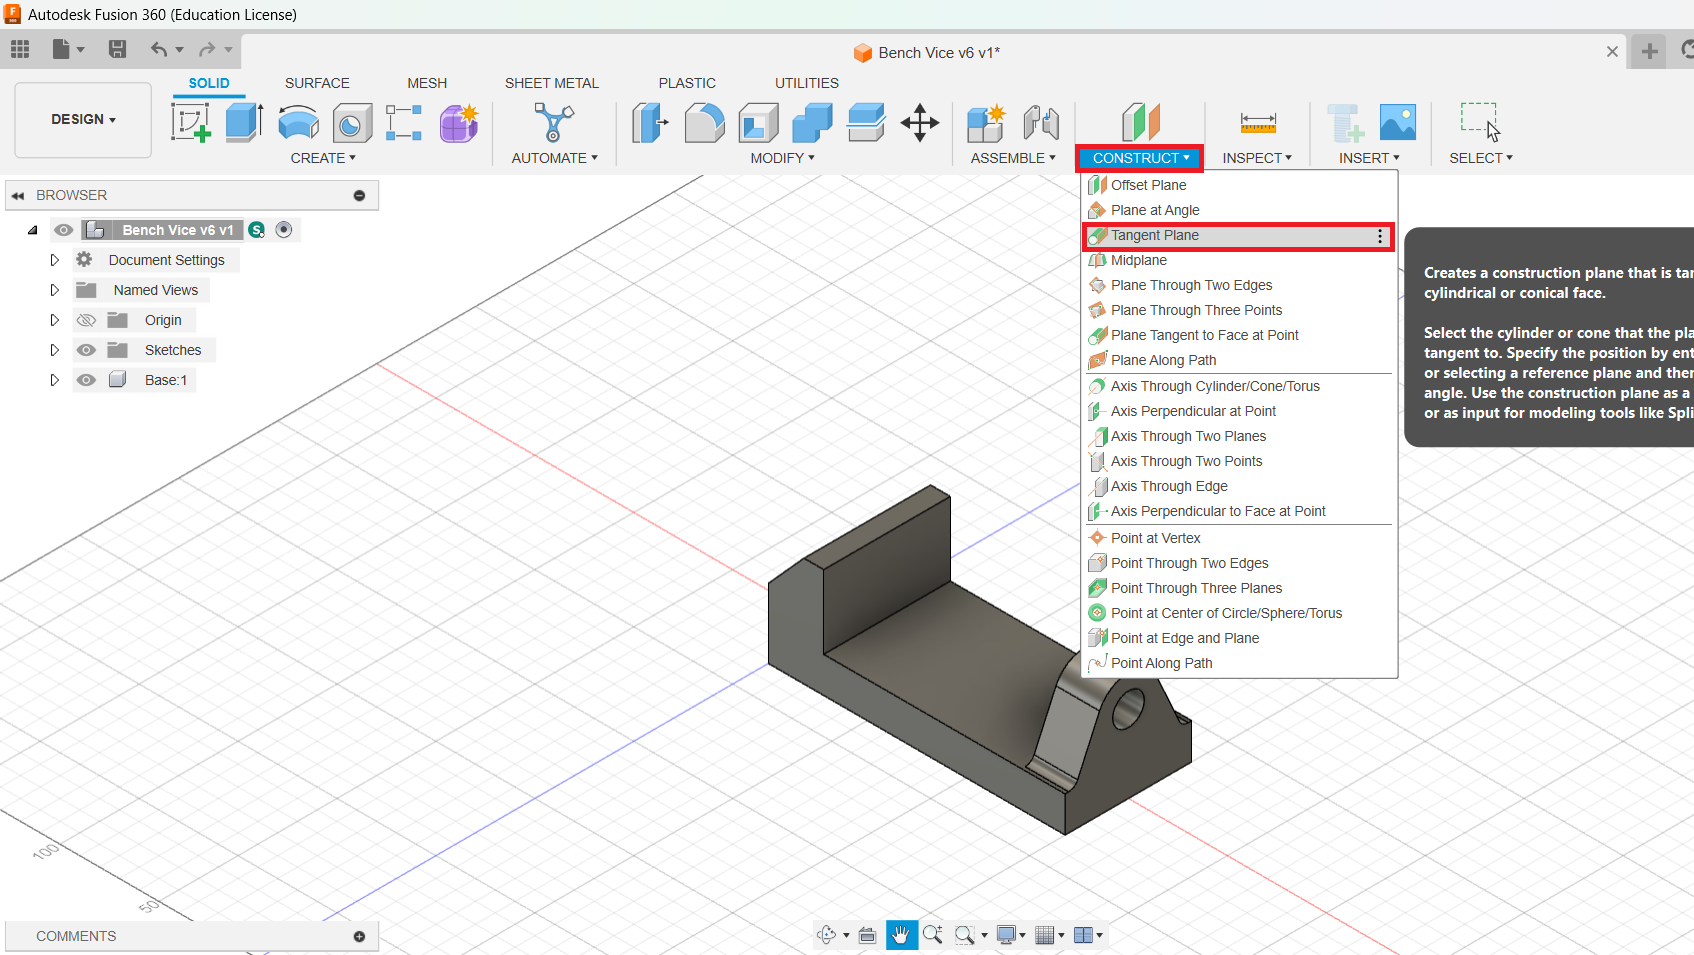 Autodesk Fusion 360 (Education License)
Bench Vice v6 v1*
DESIGN
SOLID
SURFACE
MESH
SHEET METAL
PLASTIC
UTILITIES
CREATE
AUTOMATE
MODIFY
ASSEMBLE
CONSTRUCT
INSPECT
INSERT
SELECT
BROWSER
Bench Vice v6 v1
S
Document Settings
Named Views
Origin
Sketches
Base:1
Offset Plane
Plane at Angle
Tangent Plane
Midplane
Plane Through Two Edges
Plane Through Three Points
Plane Tangent to Face at Point
Plane Along Path
Axis Through Cylinder/Cone/Torus
Axis Perpendicular at Point
Axis Through Two Planes
Axis Through Two Points
Axis Through Edge
Axis Perpendicular to Face at Point
Point at Vertex
Point Through Two Edges
Point Through Three Planes
Point at Center of Circle/Sphere/Torus
Point at Edge and Plane
Point Along Path
Creates a construction plane that is tan
cylindrical or conical face.
Select the cylinder or cone that the pla
tangent to. Specify the position by ent
or selecting a reference plane and then
angle. Use the construction plane as a
or as input for modeling tools like Spli
100
50
COMMENTS